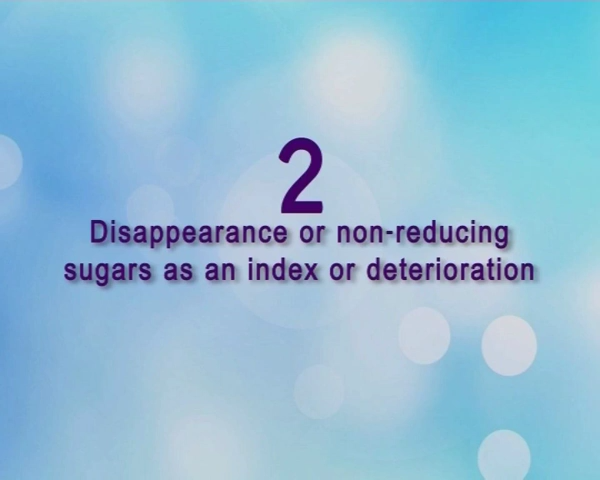 2
Disappearance or non-reducing
sugars as an index or deterioration